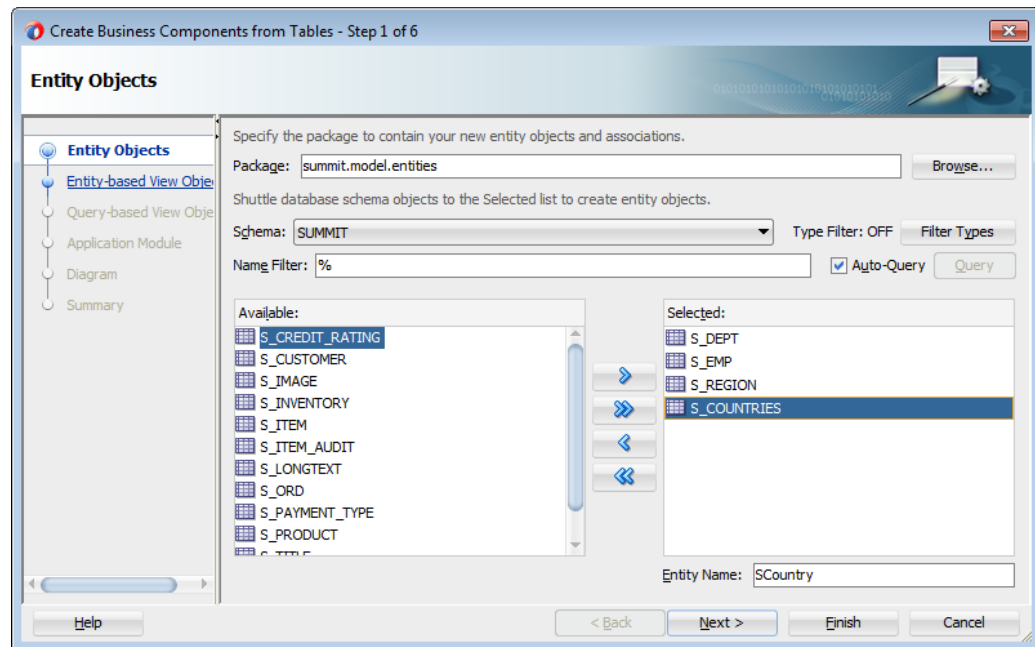 Create Business Components from Tables - Step 1 of 6
Entity Objects
Entity Objects
Entity-based View Obje
Query-based View Obje
Application Module
Diagram
Summary
Specify the package to contain your new entity objects and associations.
Package: summit.model.entities Browse...
Shuttle database schema objects to the Selected list to create entity objects.
Schema: SUMMIT Type Filter: OFF Filter Types
Name Filter: % Auto-Query Query
Available:
S_CREDIT_RATING
S_CUSTOMER
S_IMAGE
S_INVENTORY
S_ITEM
S_ITEM_AUDIT
S_LONGTEXT
S_ORD
S_PAYMENT_TYPE
S_PRODUCT
S_TITLE
Selected:
S_DEPT
S_EMP
S_REGION
S_COUNTRIES
Entity Name: SCountry
Help < Back Next > Finish Cancel